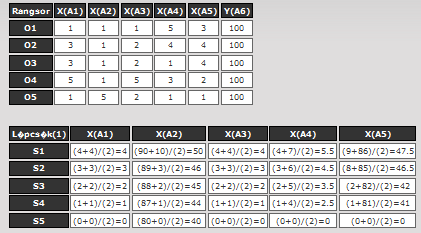 Rangsor X(A1) X(A2) X(A3) X(A4) X(A5) Y(A6)
O1 1 1 1 5 3 100
O2 3 1 2 4 4 100
O3 3 1 2 1 4 100
O4 5 1 5 3 2 100
O5 1 5 2 1 1 100
L�pcs�k(1) X(A1) X(A2) X(A3) X(A4) X(A5)
S1 (4+4)/(2)=4 (90+10)/(2)=50 (4+4)/(2)=4 (4+7)/(2)=5.5 (9+86)/(2)=47.5
S2 (3+3)/(2)=3 (89+3)/(2)=46 (3+3)/(2)=3 (3+6)/(2)=4.5 (8+85)/(2)=46.5
S3 (2+2)/(2)=2 (88+2)/(2)=45 (2+2)/(2)=2 (2+5)/(2)=3.5 (2+82)/(2)=42
S4 (1+1)/(2)=1 (87+1)/(2)=44 (1+1)/(2)=1 (1+4)/(2)=2.5 (1+81)/(2)=41
S5 (0+0)/(2)=0 (80+0)/(2)=40 (0+0)/(2)=0 (0+0)/(2)=0 (0+0)/(2)=0